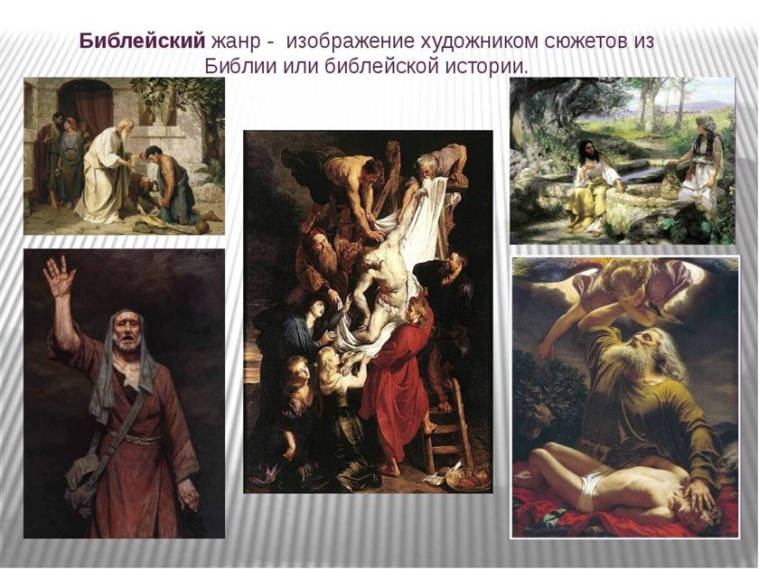 Библейский жанр - изображение художником сюжетов из
Библии или библейской истории.